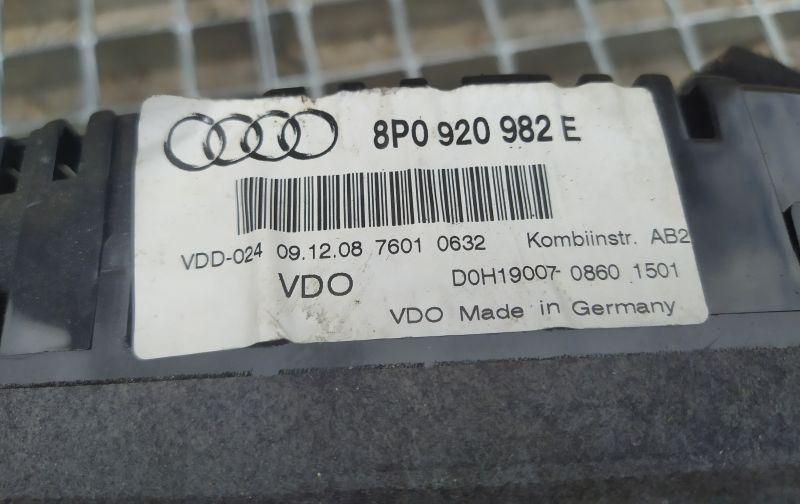 8P0 920 982 E
VDD-024 09.12.08 7601 0632 Kombiinstr. AB2
VDO D0H19007-0860 1501
VDO Made in Germany